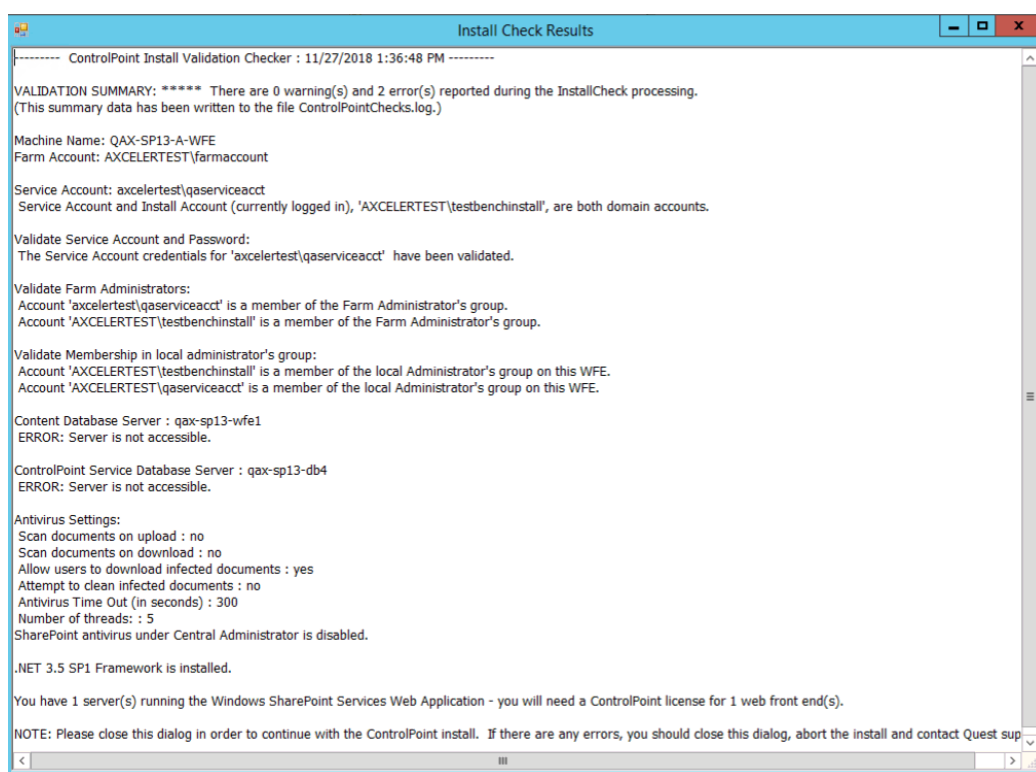 Install Check Results
--------- ControlPoint Install Validation Checker : 11/27/2018 1:36:48 PM ---------
VALIDATION SUMMARY: ***** There are 0 warning(s) and 2 error(s) reported during the InstallCheck processing.
(This summary data has been written to the file ControlPointChecks.log.)
Machine Name: QAX-SP13-A-WFE
Farm Account: AXCELERTEST\farmaccount
Service Account: axcelertest\qaserviceacct
Service Account and Install Account (currently logged in), 'AXCELERTEST\testbenchinstall', are both domain accounts.
Validate Service Account and Password:
The Service Account credentials for 'axcelertest\qaserviceacct' have been validated.
Validate Farm Administrators:
Account 'axcelertest\qaserviceacct' is a member of the Farm Administrator's group.
Account 'AXCELERTEST\testbenchinstall' is a member of the Farm Administrator's group.
Validate Membership in local administrator's group:
Account 'AXCELERTEST\testbenchinstall' is a member of the local Administrator's group on this WFE.
Account 'AXCELERTEST\qaserviceacct' is a member of the local Administrator's group on this WFE.
Content Database Server : qax-sp13-wfe1
ERROR: Server is not accessible.
ControlPoint Service Database Server : qax-sp13-db4
ERROR: Server is not accessible.
Antivirus Settings:
Scan documents on upload : no
Scan documents on download : no
Allow users to download infected documents : yes
Attempt to clean infected documents : no
Antivirus Time Out (in seconds) : 300
Number of threads: : 5
SharePoint antivirus under Central Administrator is disabled.
.NET 3.5 SP1 Framework is installed.
You have 1 server(s) running the Windows SharePoint Services Web Application - you will need a ControlPoint license for 1 web front end(s).
NOTE: Please close this dialog in order to continue with the ControlPoint install. If there are any errors, you should close this dialog, abort the install and contact Quest sup